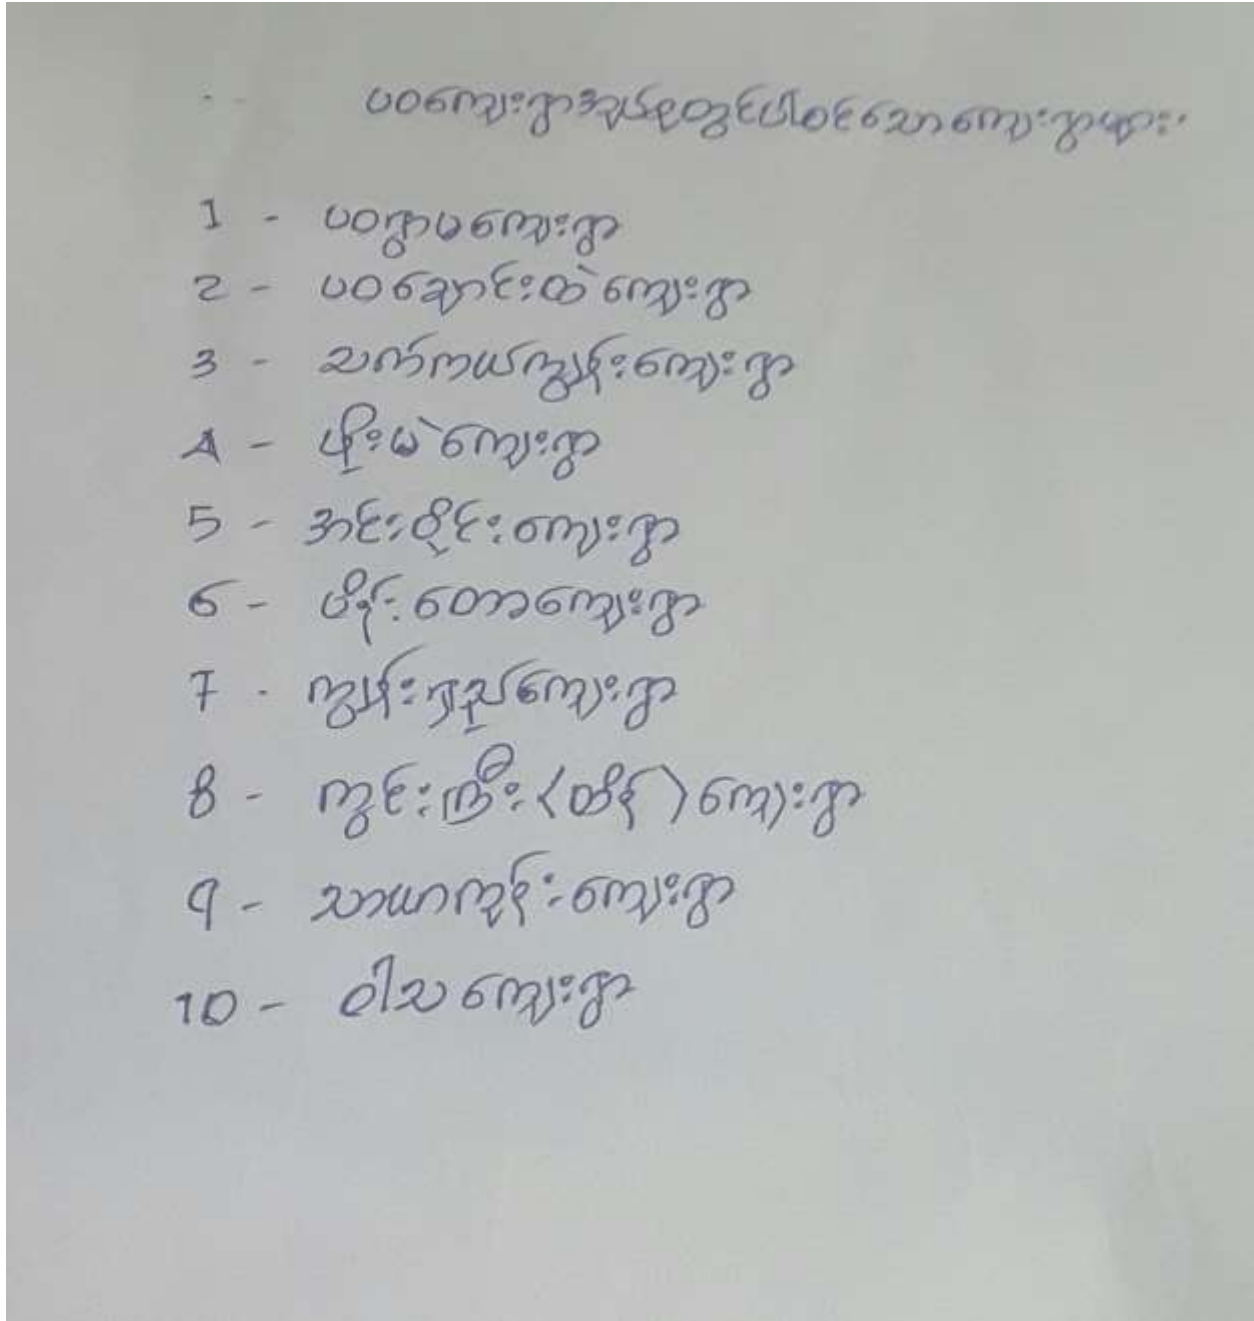 ပဝကျေးရွာအုပ်စုတွင်ပါဝင်သောကျေးရွာများ
1 - ပဝရွာမကျေးရွာ
2 - ပဝချောင်းထဲကျေးရွာ
3 - သက်ကယ်ကျွန်းကျေးရွာ
4 - ဖိုးမဲကျေးရွာ
5 - အင်းဝိုင်းကျေးရွာ
6 - ပိန်းတောကျေးရွာ
7 - ကျွန်းရှည်ကျေးရွာ
8 - ကွင်းကြီး(ထိန်)ကျေးရွာ
9 - သာယာကုန်းကျေးရွာ
10 - ဝါသကျေးရွာ